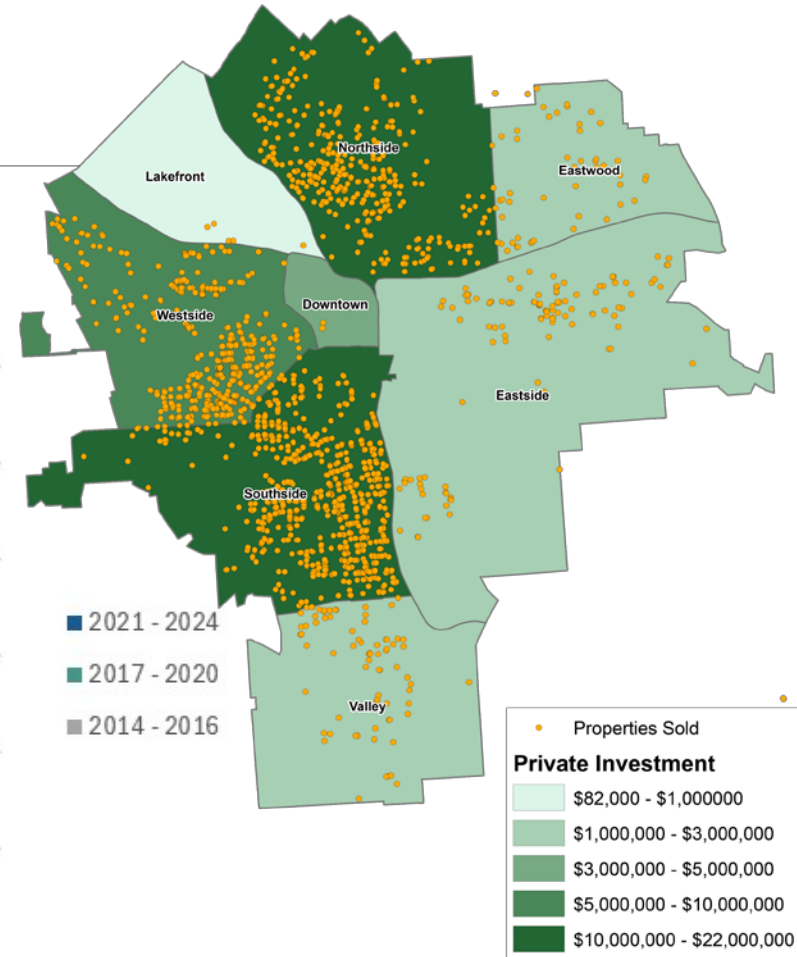 Northside
Eastwood
Lakefront
Downtown
Westside
Eastside
Southside
2021 - 2024
2017 - 2020
2014 - 2016
Valley
Properties Sold
Private Investment
$82,000 - $1,000000
$1,000,000 - $3,000,000
$3,000,000 - $5,000,000
$5,000,000 - $10,000,000
$10,000,000 - $22,000,000